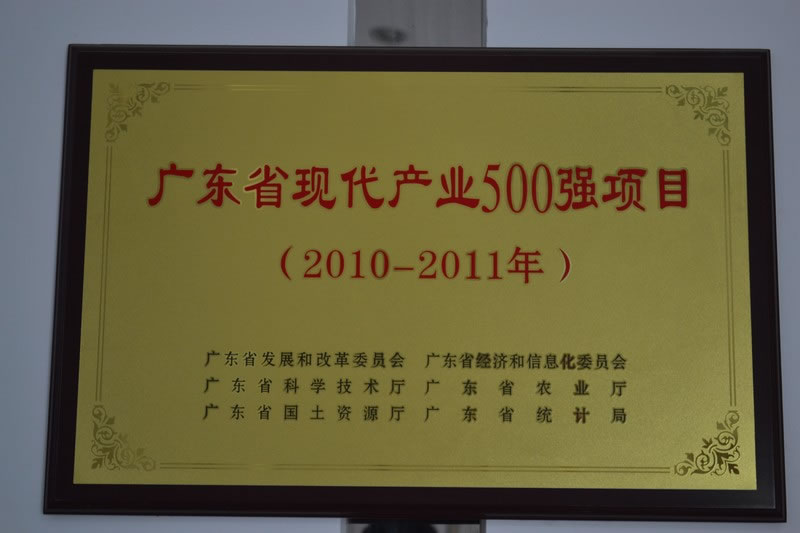 广东省现代产业500强项目
（2010-2011年）
广东省发展和改革委员会 广东省经济和信息化委员会
广东省科学技术厅 广东省农业厅
广东省国土资源厅 广东省统计局